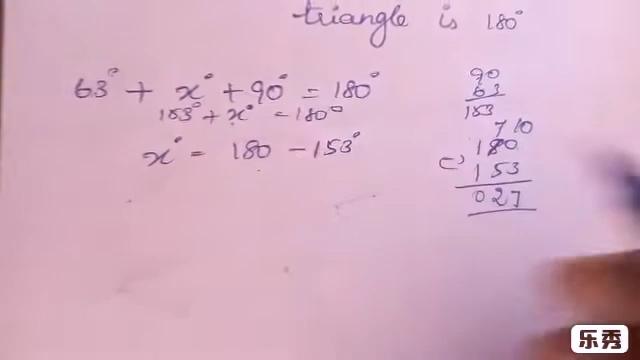 triangle is 180°
63° + x° + 90° = 180°
153° + x° = 180°
x° = 180 - 153°
90
63
153
7 10
180
(-) 153
027
乐秀